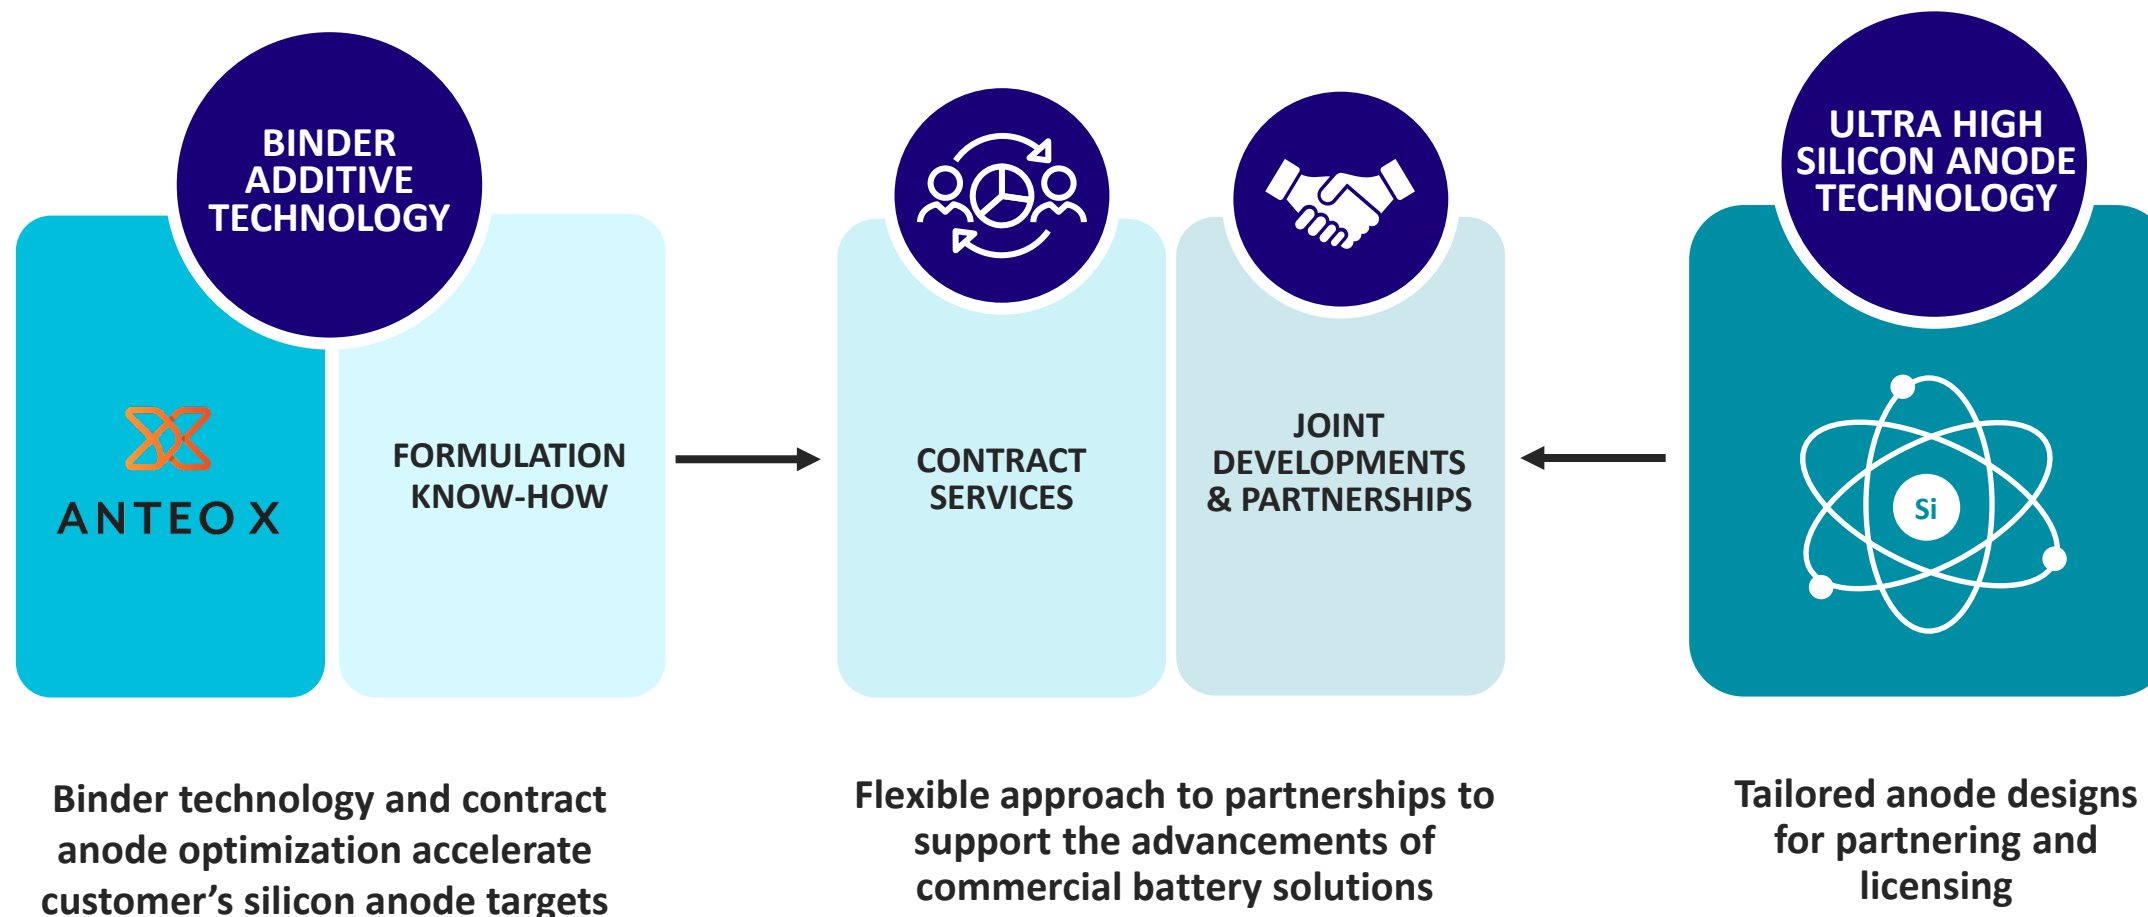 BINDER
ADDITIVE
TECHNOLOGY
ANTEO X
FORMULATION
KNOW-HOW
Binder technology and contract
anode optimization accelerate
customer’s silicon anode targets
CONTRACT
SERVICES
JOINT
DEVELOPMENTS
& PARTNERSHIPS
Flexible approach to partnerships to
support the advancements of
commercial battery solutions
ULTRA HIGH
SILICON ANODE
TECHNOLOGY
Si
Tailored anode designs
for partnering and
licensing